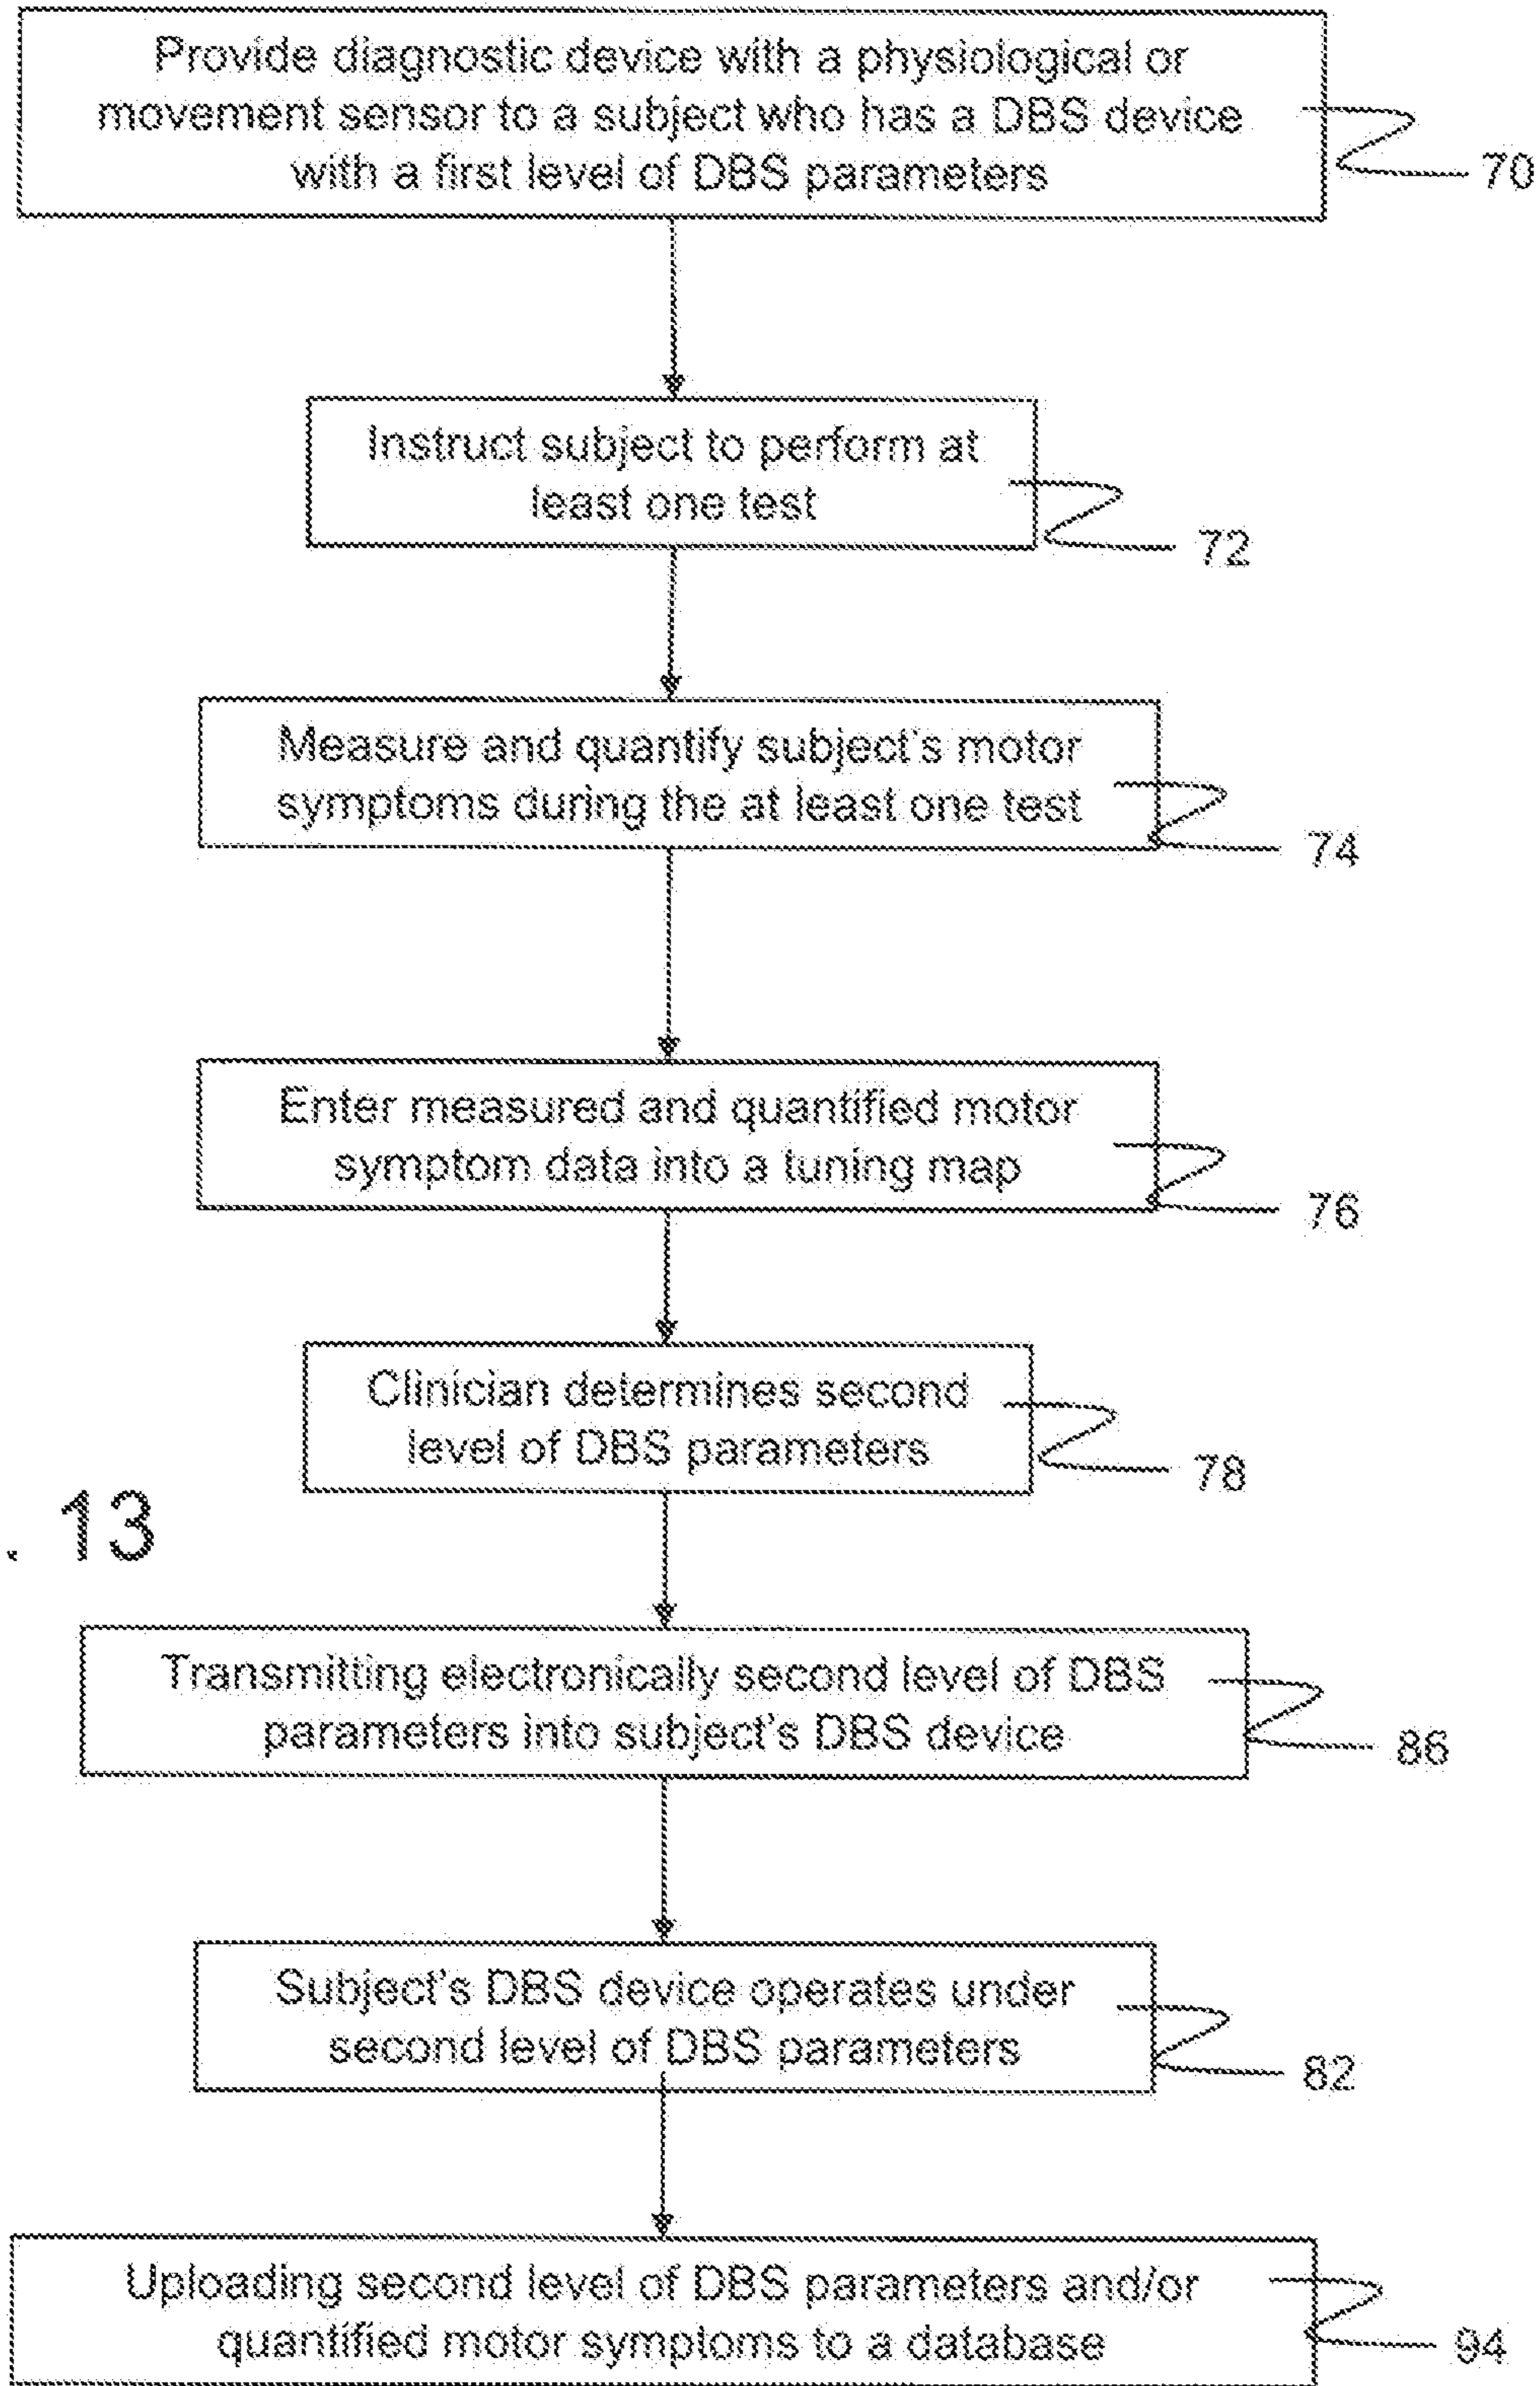 Provide diagnostic device with a physiological or
movement sensor to a subject who has a DBS device
with a first level of DBS parameters
70
Instruct subject to perform at
least one test
72
Measure and quantify subject's motor
symptoms during the at least one test
74
Enter measured and quantified motor
symptom data into a tuning map
76
Clinician determines second
level of DBS parameters
78
. 13
Transmitting electronically second level of DBS
parameters into subject's DBS device
86
Subject's DBS device operates under
second level of DBS parameters
82
Uploading second level of DBS parameters and/or
quantified motor symptoms to a database
94